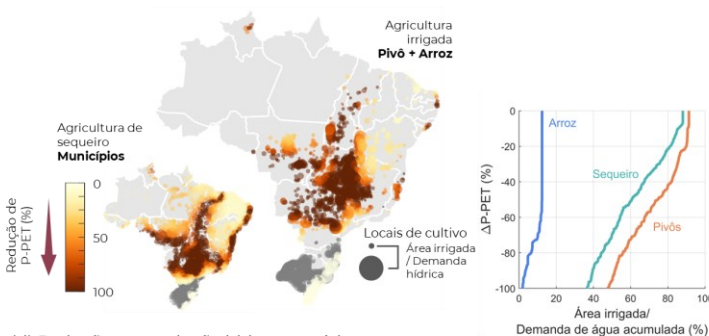 Agricultura
irrigada
Pivô + Arroz
Agricultura de
sequeiro
Municípios
Redução de
P-PET (%)
0
50
100
Locais de cultivo
Área irrigada
/ Demanda
hídrica
ΔP-PET (%)
0
-20
-40
-60
-80
-100
Arroz
Sequeiro
Pivôs
0 20 40 60 80 100
Área irrigada/
Demanda de água acumulada (%)